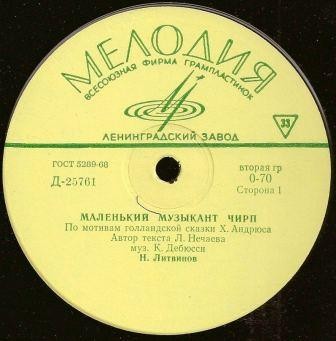 МЕЛОДИЯ
ВСЕСОЮЗНАЯ ФИРМА ГРАМПЛАСТИНОК
33
ЛЕНИНГРАДСКИЙ ЗАВОД
ГОСТ 5289-68
Д-25761
вторая гр
0-70
Сторона 1
МАЛЕНЬКИЙ МУЗЫКАНТ ЧИРП
По мотивам голландской сказки Х. Андрюса
Автор текста Л. Нечаева
муз. К. Дебюсси
Н. Литвинов